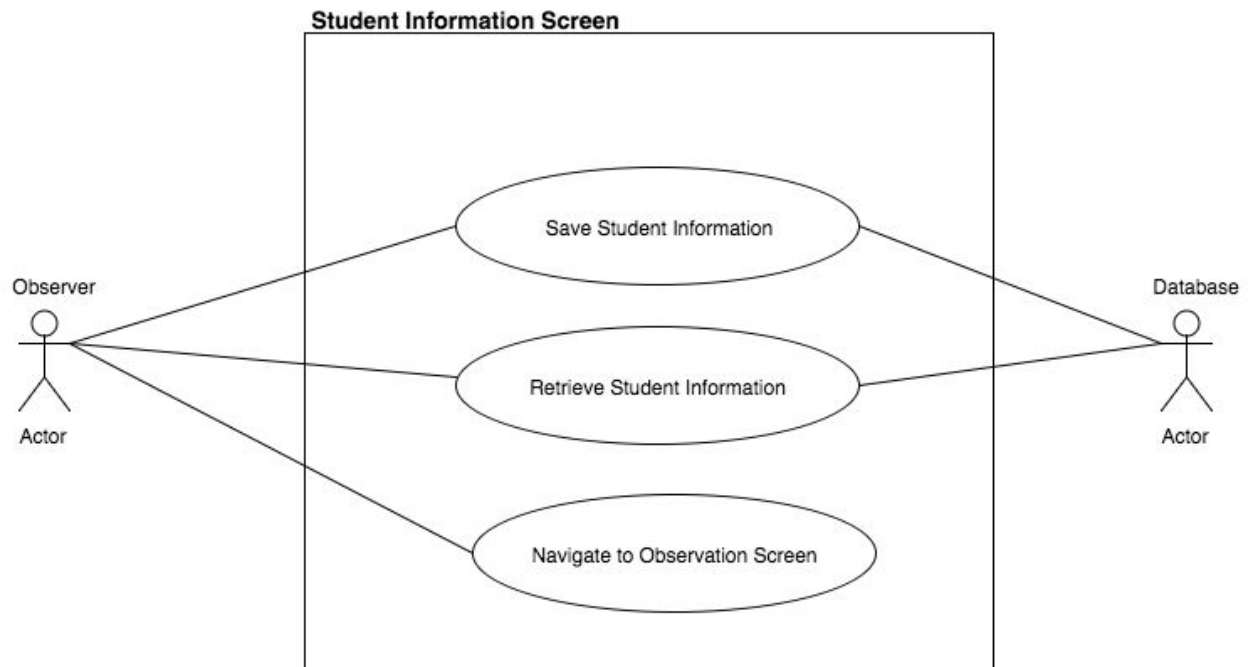 Student Information Screen
Save Student Information
Observer
Database
Retrieve Student Information
Actor
Actor
Navigate to Observation Screen